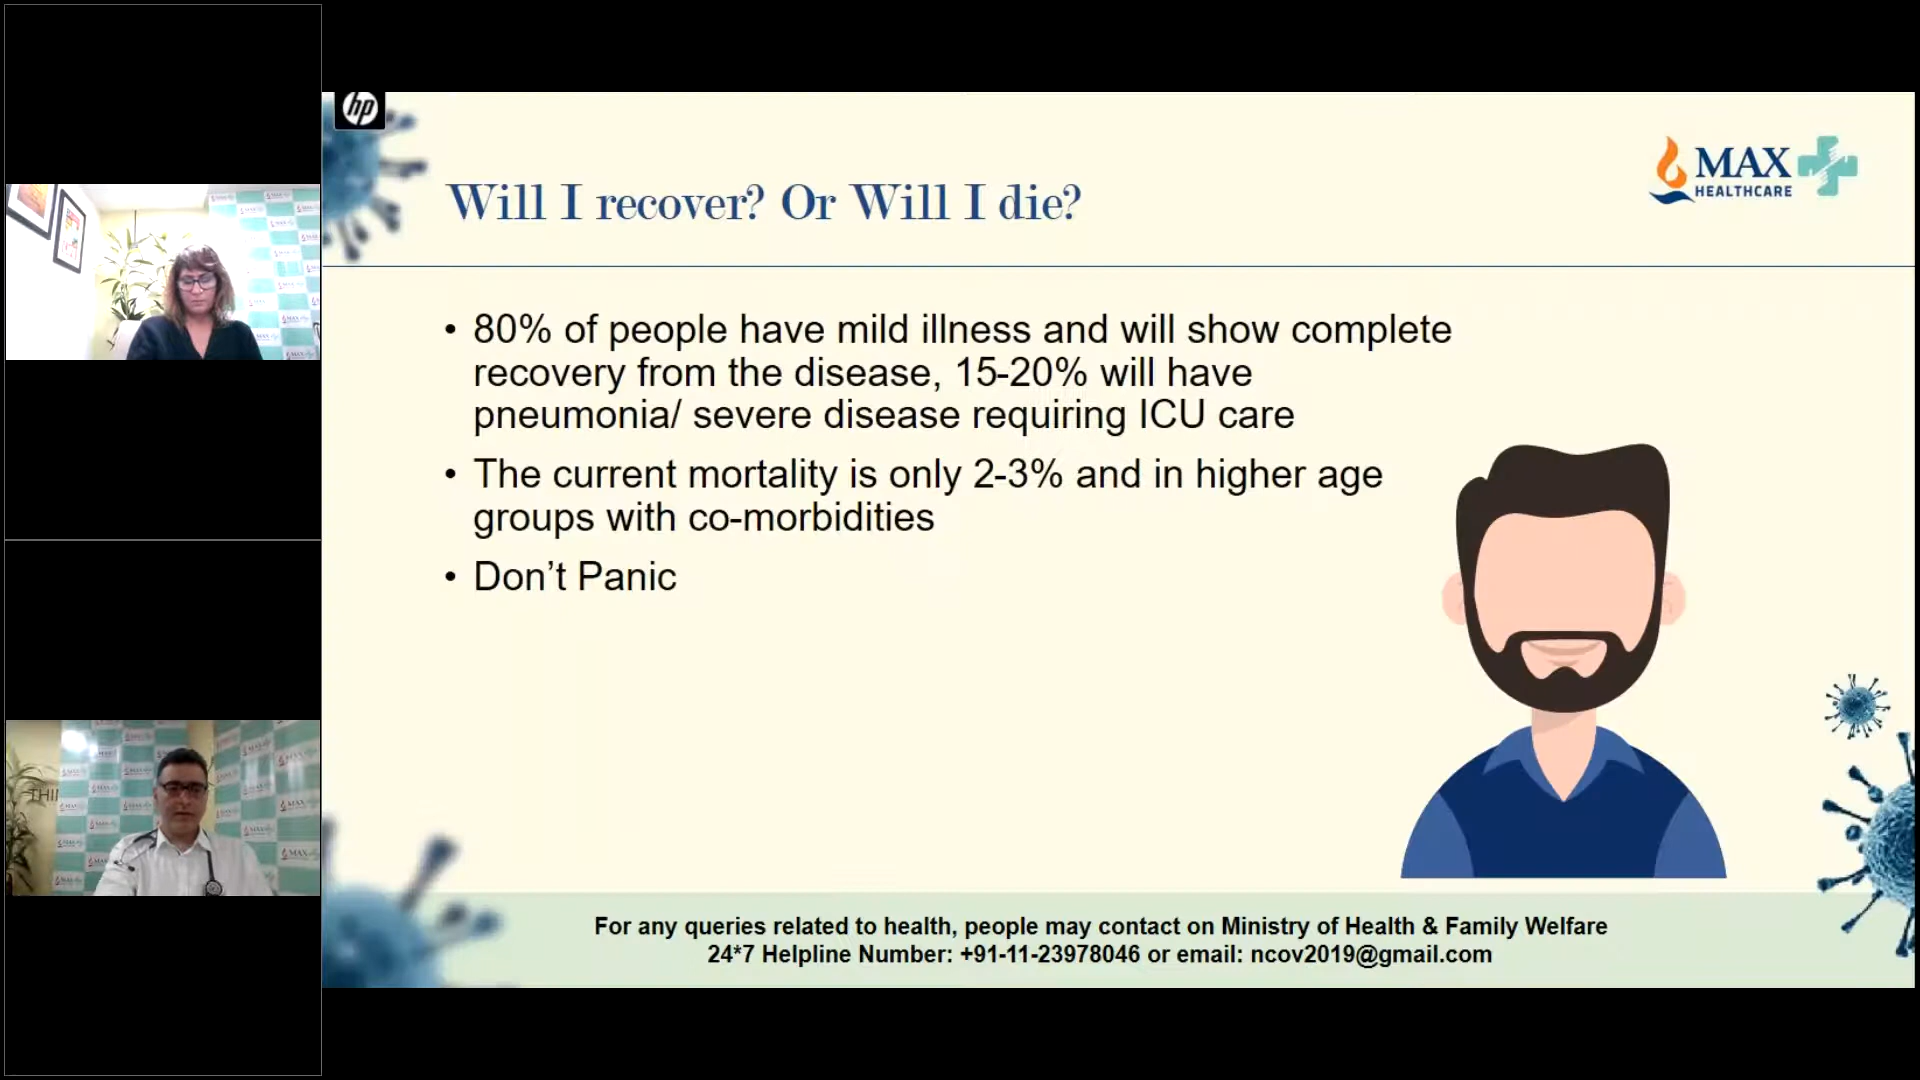 hp
MAX
HEALTHCARE
Will I recover? Or Will I die?
• 80% of people have mild illness and will show complete
recovery from the disease, 15-20% will have
pneumonia/ severe disease requiring ICU care
• The current mortality is only 2-3% and in higher age
groups with co-morbidities
• Don’t Panic
For any queries related to health, people may contact on Ministry of Health & Family Welfare
24*7 Helpline Number: +91-11-23978046 or email: ncov2019@gmail.com
THI
MAX